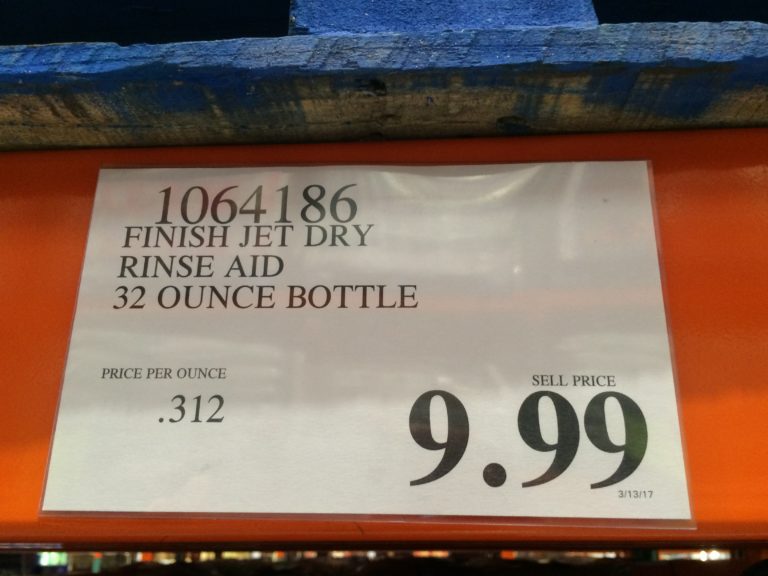 1064186
FINISH JET DRY
RINSE AID
32 OUNCE BOTTLE
PRICE PER OUNCE
.312
SELL PRICE
9.99
3/13/17